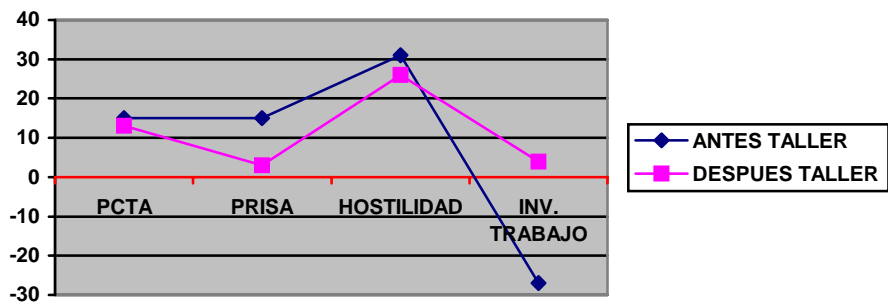 40
30
20
10
0
-10
-20
-30
PCTA
PRISA
HOSTILIDAD
INV.
TRABAJO
ANTES TALLER
DESPUES TALLER